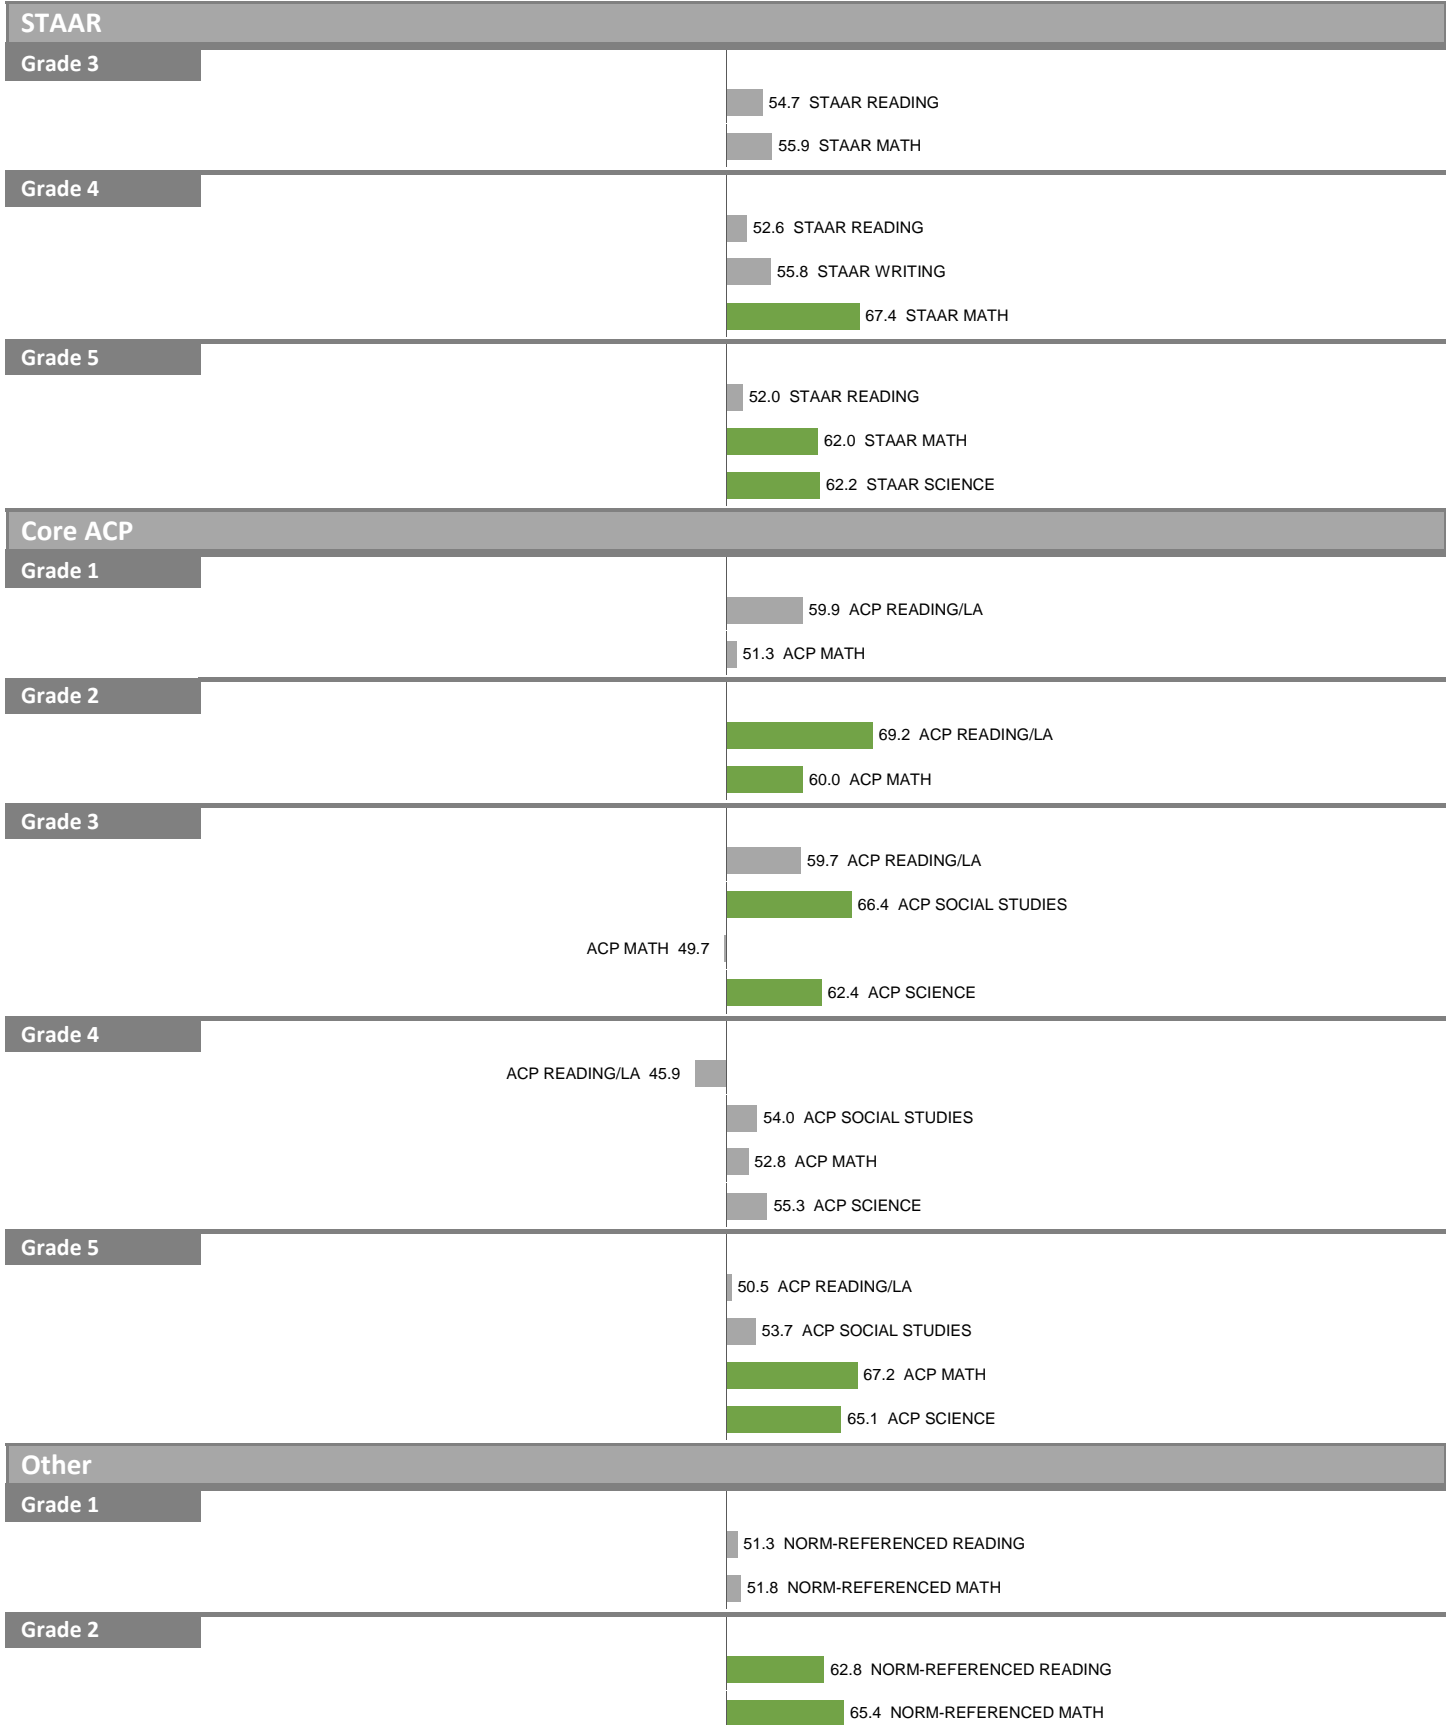 STAAR
Grade 3
54.7 STAAR READING
55.9 STAAR MATH
Grade 4
52.6 STAAR READING
55.8 STAAR WRITING
67.4 STAAR MATH
Grade 5
52.0 STAAR READING
62.0 STAAR MATH
62.2 STAAR SCIENCE
Core ACP
Grade 1
59.9 ACP READING/LA
51.3 ACP MATH
Grade 2
69.2 ACP READING/LA
60.0 ACP MATH
Grade 3
59.7 ACP READING/LA
66.4 ACP SOCIAL STUDIES
ACP MATH 49.7
62.4 ACP SCIENCE
Grade 4
ACP READING/LA 45.9
54.0 ACP SOCIAL STUDIES
52.8 ACP MATH
55.3 ACP SCIENCE
Grade 5
50.5 ACP READING/LA
53.7 ACP SOCIAL STUDIES
67.2 ACP MATH
65.1 ACP SCIENCE
Other
Grade 1
51.3 NORM-REFERENCED READING
51.8 NORM-REFERENCED MATH
Grade 2
62.8 NORM-REFERENCED READING
65.4 NORM-REFERENCED MATH